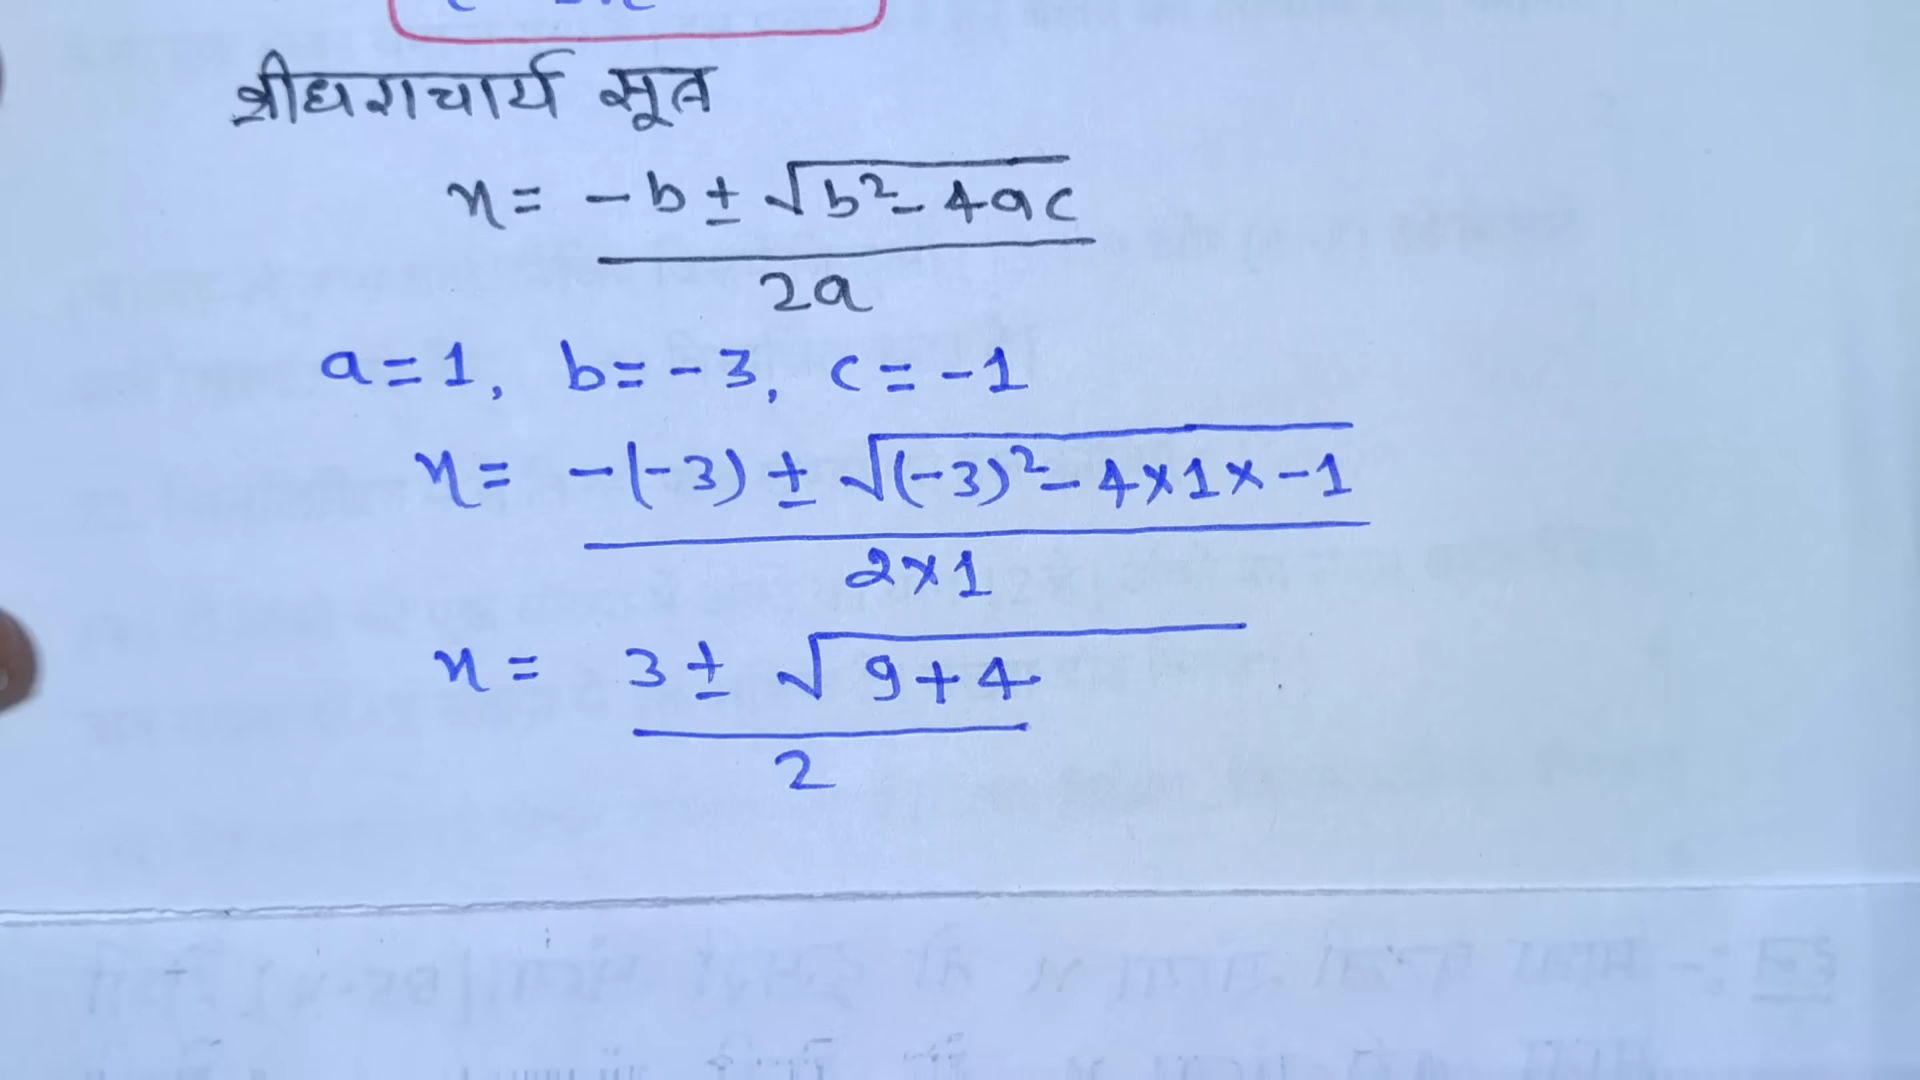 श्रीधराचार्य सूत्र
x = -b ± √b² - 4ac / 2a
a = 1, b = -3, c = -1
x = -(-3) ± √(-3)² - 4×1×-1 / 2×1
x = 3 ± √9+4 / 2